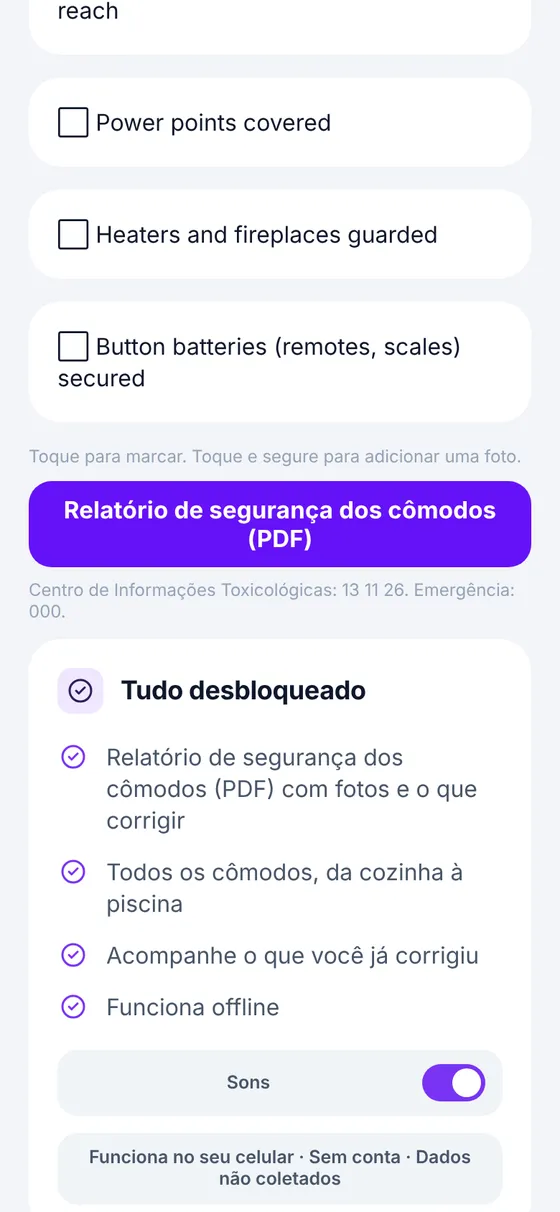 reach
Power points covered
Heaters and fireplaces guarded
Button batteries (remotes, scales)
secured
Toque para marcar. Toque e segure para adicionar uma foto.
Relatório de segurança dos cômodos
(PDF)
Centro de Informações Toxicológicas: 13 11 26. Emergência:
000.
Tudo desbloqueado
Relatório de segurança dos
cômodos (PDF) com fotos e o que
corrigir
Todos os cômodos, da cozinha à
piscina
Acompanhe o que você já corrigiu
Funciona offline
Sons
Funciona no seu celular · Sem conta · Dados
não coletados